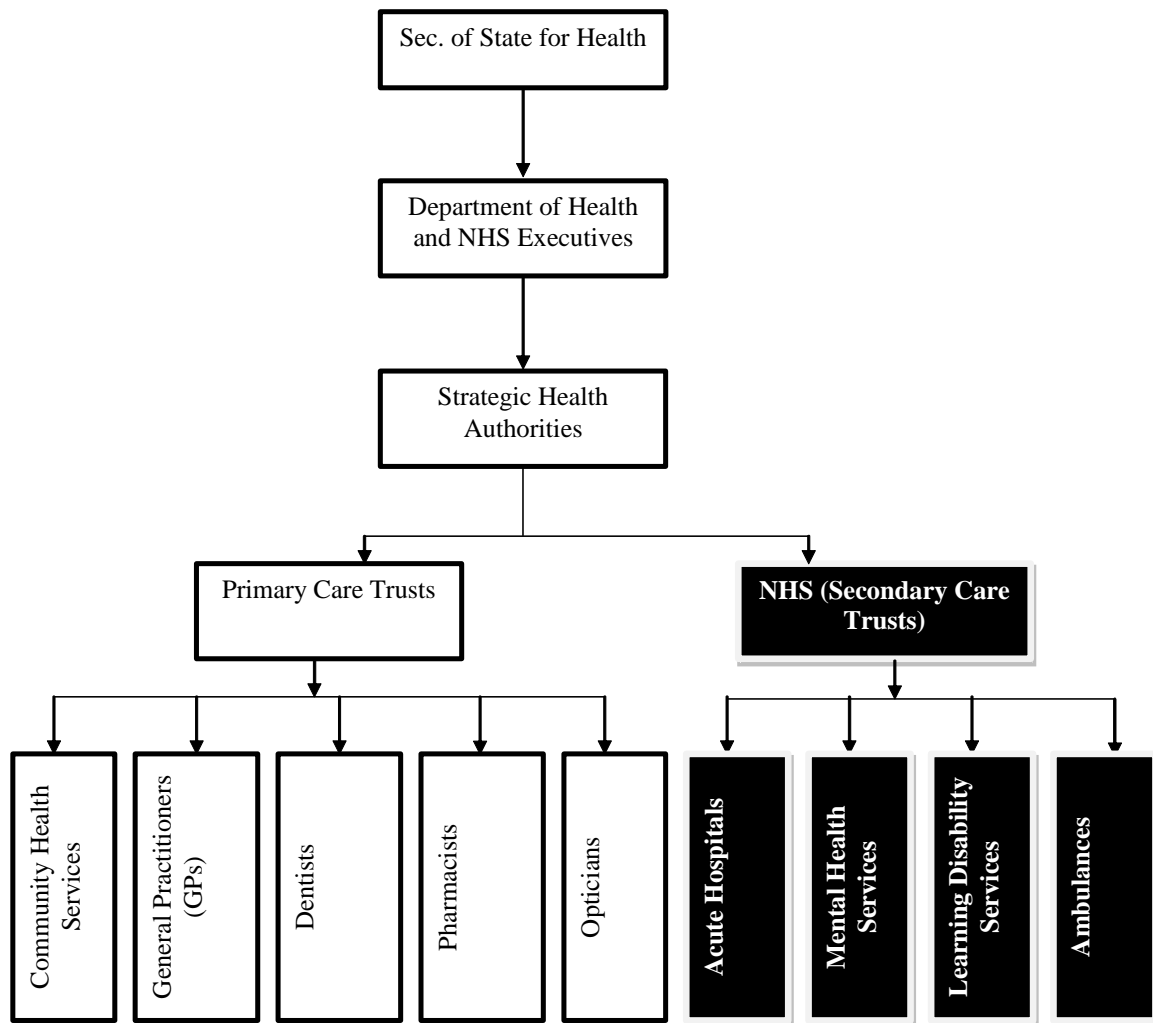 Sec. of State for Health
Department of Health
and NHS Executives
Strategic Health
Authorities
Primary Care Trusts
NHS (Secondary Care
Trusts)
Community Health
Services
General Practitioners
(GPs)
Dentists
Pharmacists
Opticians
Acute Hospitals
Mental Health
Services
Learning Disability
Services
Ambulances